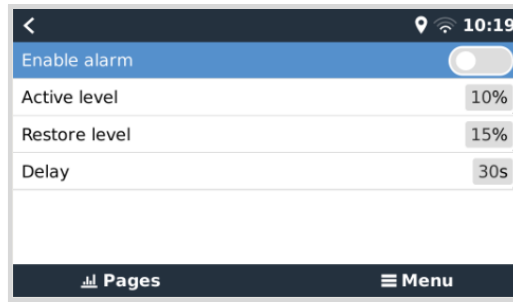 10:19
Enable alarm
Active level 10%
Restore level 15%
Delay 30s
Pages Menu